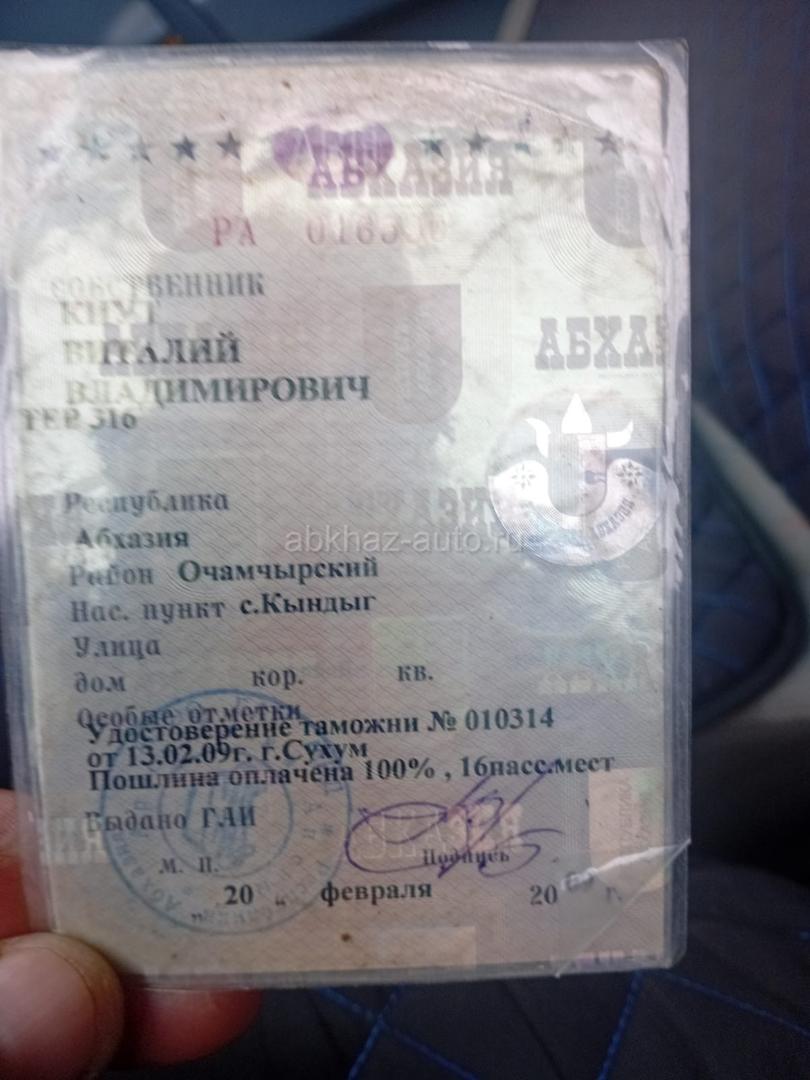 АБХАЗИЯ
РА
СОБСТВЕННИК
ВИТАЛИЙ
ВЛАДИМИРОВИЧ
316
АБХАЗ
Республика
Абхазия
abkhaz-auto.ru
Район Очамчырский
Нас. пункт с.Кындыг
Улица
дом кор. кв.
Особые отметки
Удостоверение таможни № 010314
от 13.02.09г. г.Сухум
Пошлина оплачена 100% , 16пасс.мест
Выдано ГАИ
М. П. Подпись
„ 20 „ февраля 20 г.